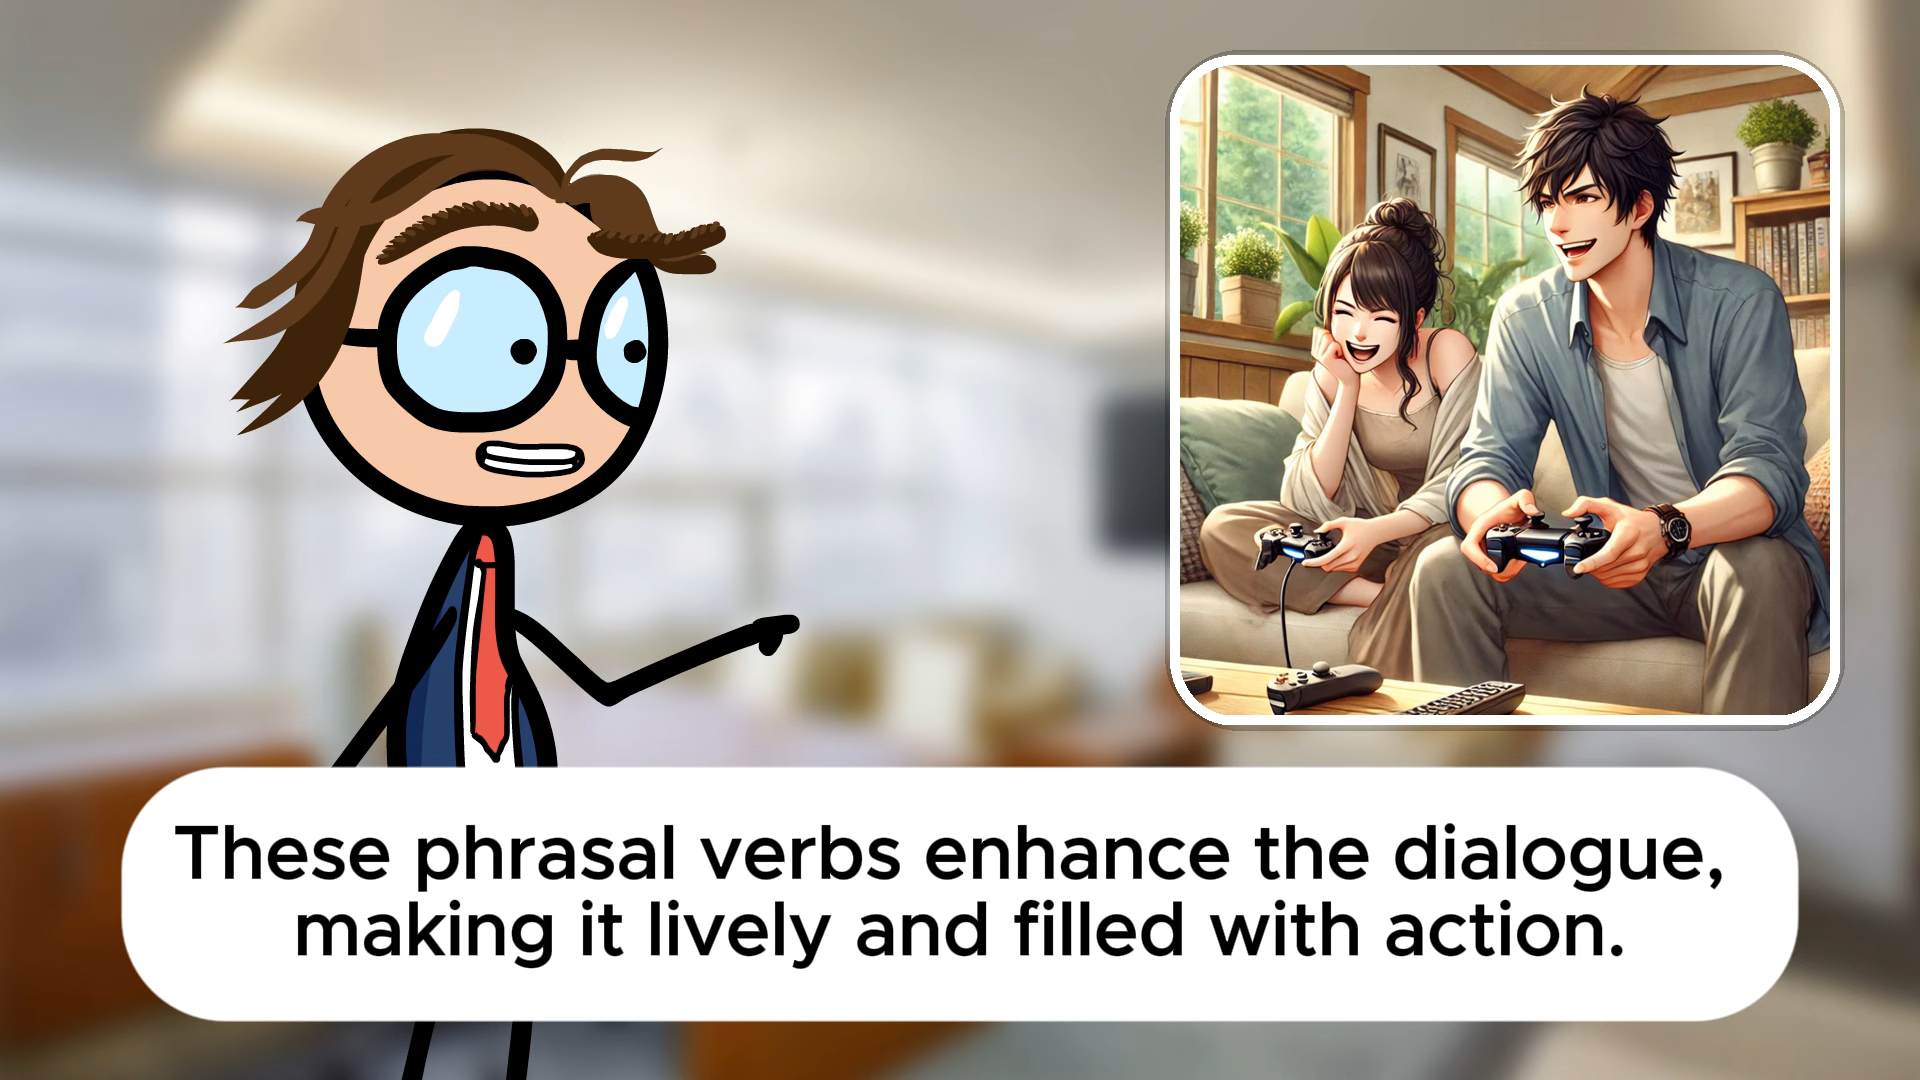 These phrasal verbs enhance the dialogue,
making it lively and filled with action.